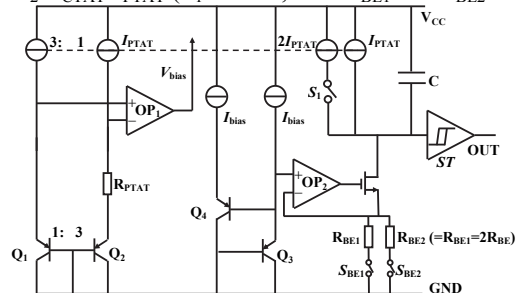 V_CC
3: 1 I_PTAT 2I_PTAT I_PTAT
V_bias
C
S_1
OP_1
I_bias I_bias
ST OUT
OP_2
R_PTAT
Q_4
R_BE1 R_BE2 (=R_BE1=2R_BE)
1: 3
Q_1 Q_2 Q_3
S_BE1 S_BE2
GND